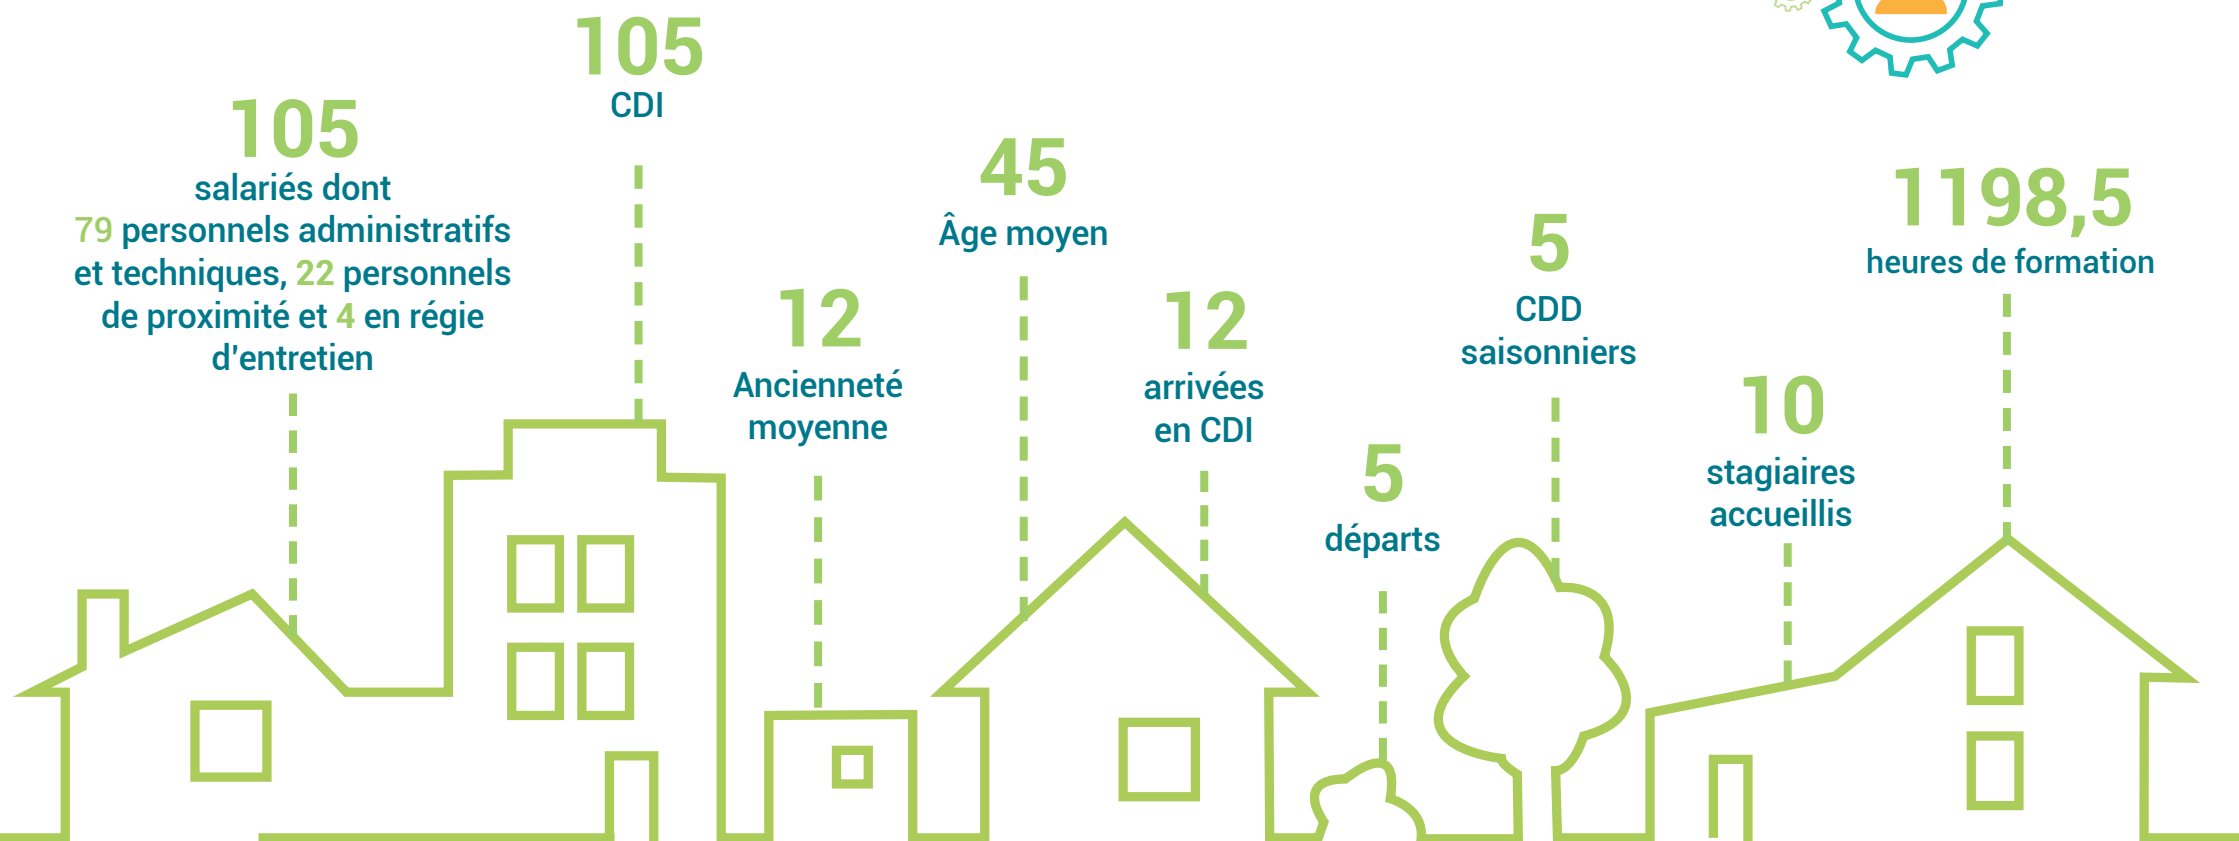 105
salariés dont
79 personnels administratifs
et techniques, 22 personnels
de proximité et 4 en régie
d'entretien
105
CDI
12
Ancienneté
moyenne
45
Âge moyen
12
arrivées
en CDI
5
départs
5
CDD
saisonniers
10
stagiaires
accueillis
1198,5
heures de formation